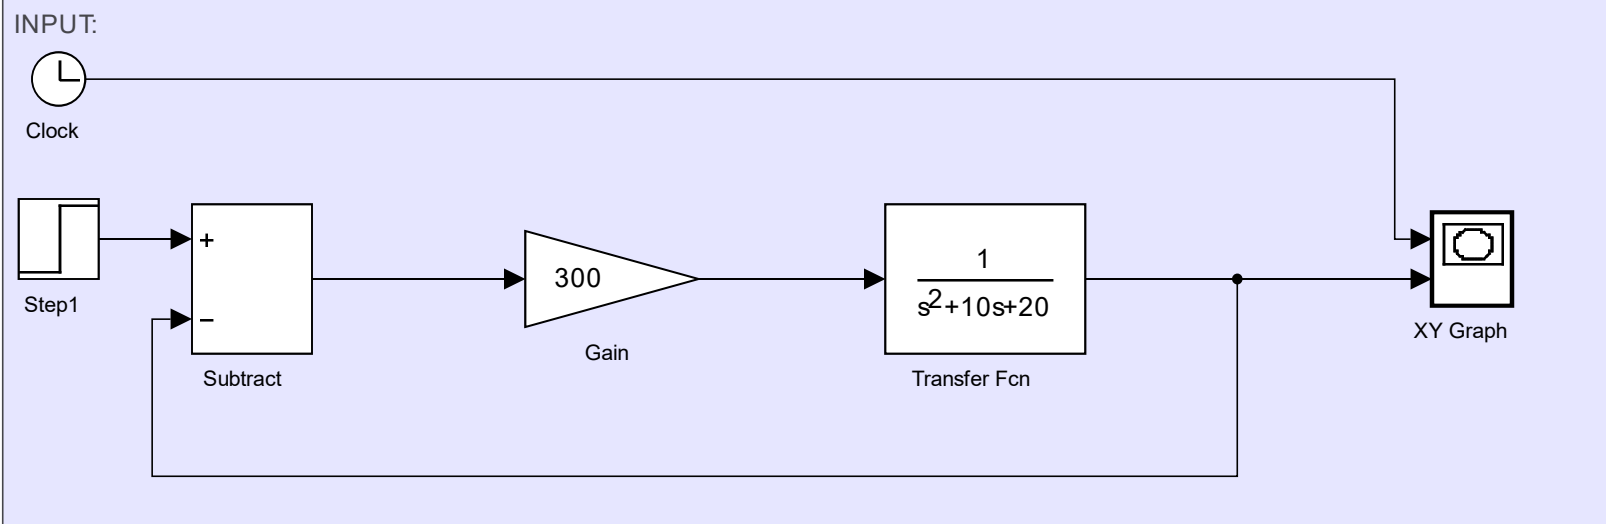 INPUT:
Clock
+
−
Step1
Subtract
300
Gain
1
s²+10s+20
Transfer Fcn
XY Graph